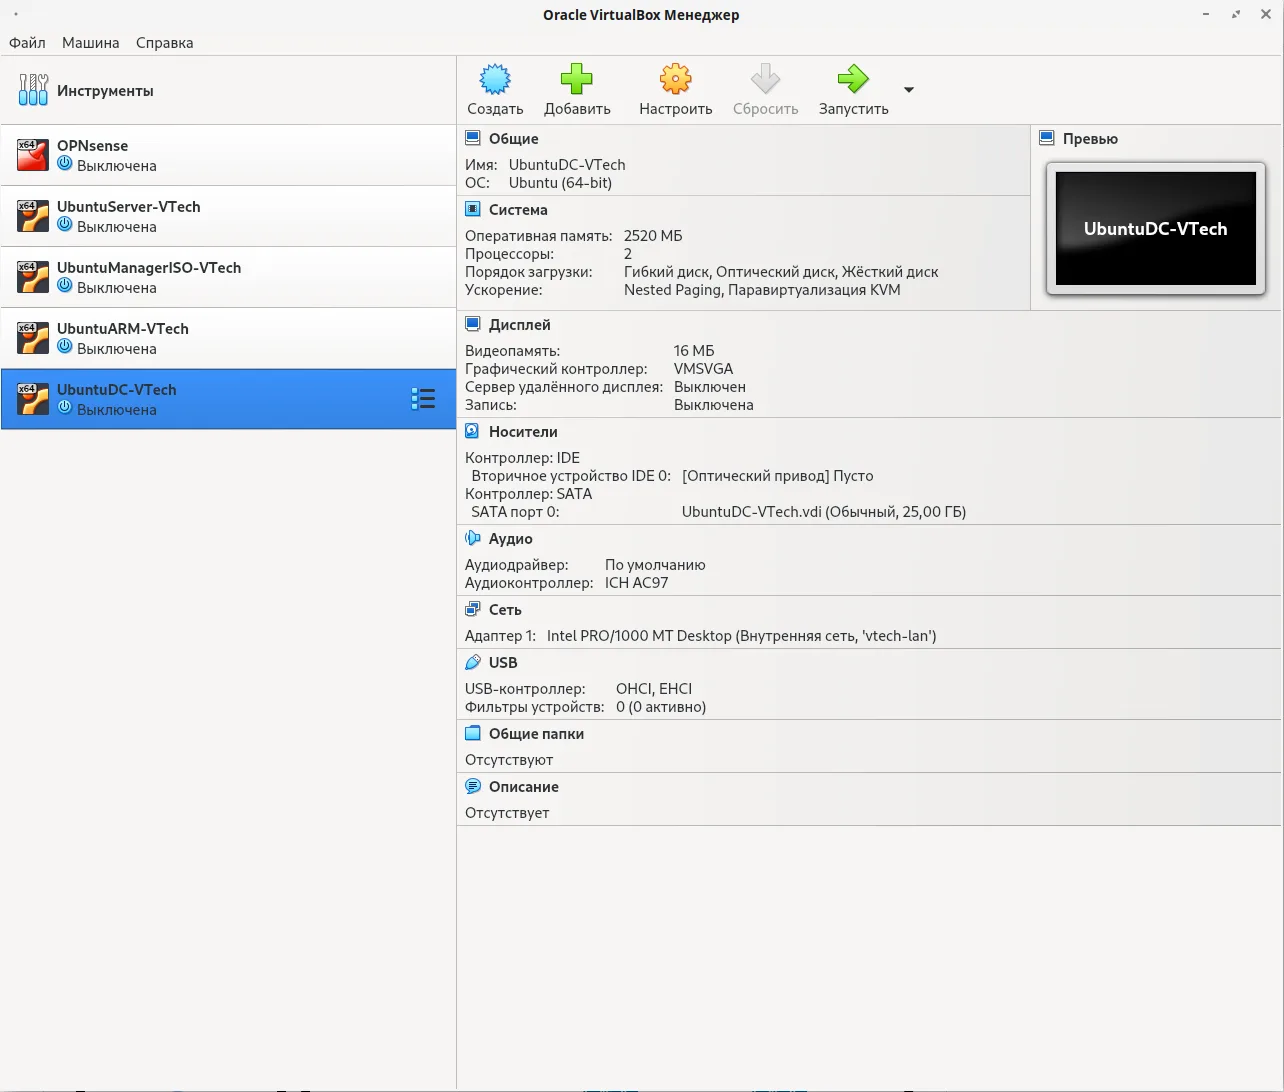 Oracle VirtualBox Менеджер
Файл Машина Справка
Инструменты
Создать Добавить Настроить Сбросить Запустить
x64
OPNsense
Выключена
x64
UbuntuServer-VTech
Выключена
x64
UbuntuManagerISO-VTech
Выключена
x64
UbuntuARM-VTech
Выключена
x64
UbuntuDC-VTech
Выключена
Общие
Имя: UbuntuDC-VTech
ОС: Ubuntu (64-bit)
Превью
UbuntuDC-VTech
Система
Оперативная память: 2520 МБ
Процессоры: 2
Порядок загрузки: Гибкий диск, Оптический диск, Жёсткий диск
Ускорение: Nested Paging, Паравиртуализация KVM
Дисплей
Видеопамять: 16 МБ
Графический контроллер: VMSVGA
Сервер удалённого дисплея: Выключен
Запись: Выключена
Носители
Контроллер: IDE
Вторичное устройство IDE 0: [Оптический привод] Пусто
Контроллер: SATA
SATA порт 0: UbuntuDC-VTech.vdi (Обычный, 25,00 ГБ)
Аудио
Аудиодрайвер: По умолчанию
Аудиоконтроллер: ICH AC97
Сеть
Адаптер 1: Intel PRO/1000 MT Desktop (Внутренняя сеть, 'vtech-lan')
USB
USB-контроллер: OHCI, EHCI
Фильтры устройств: 0 (0 активно)
Общие папки
Отсутствуют
Описание
Отсутствует